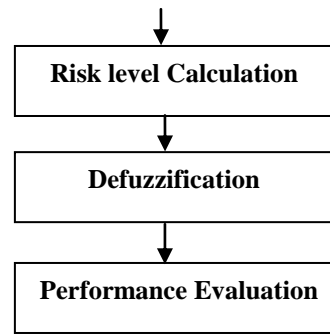 Risk level Calculation
Defuzzification
Performance Evaluation